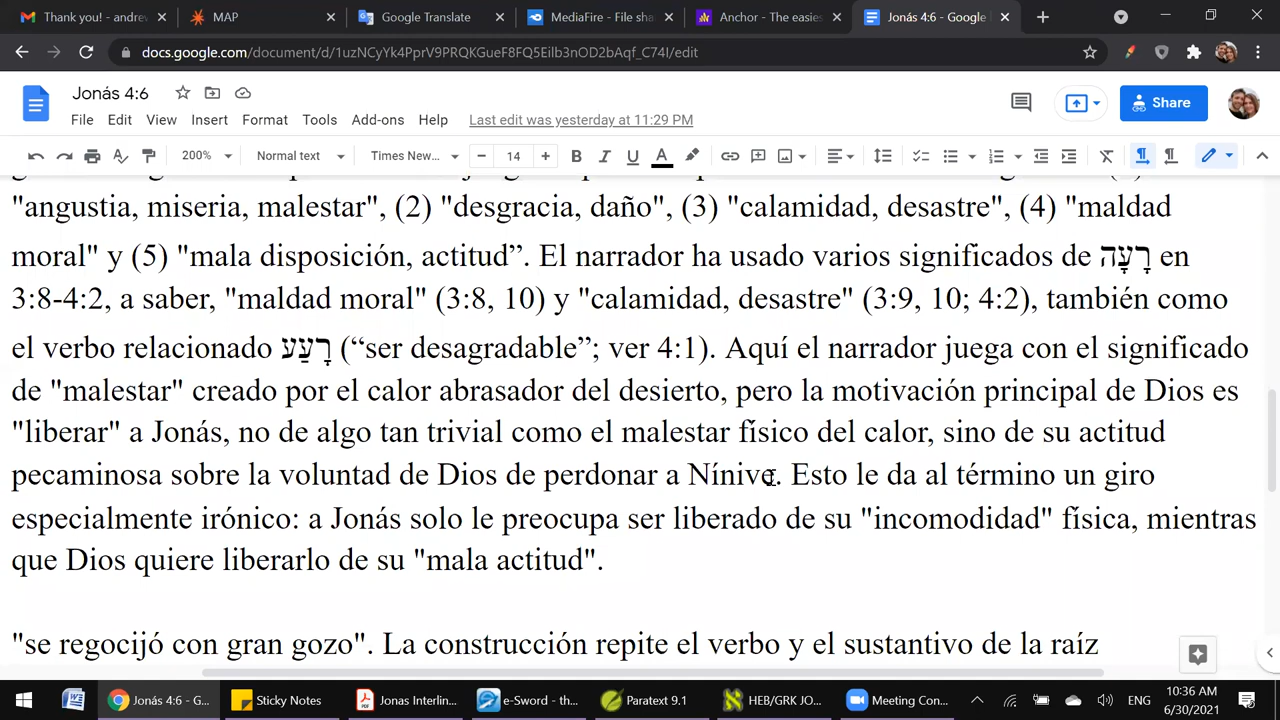 Thank you! - andrew
MAP
Google Translate
MediaFire - File sha
Anchor - The easies
Jonás 4:6 - Google
docs.google.com/document/d/1uzNCyYk4PprV9PRQKGueF8FQ5Eilb3nOD2bAqf_C74I/edit
Jonás 4:6
Share
File Edit View Insert Format Tools Add-ons Help Last edit was yesterday at 11:29 PM
200% Normal text Times New... 14 B I U A
"angustia, miseria, malestar", (2) "desgracia, daño", (3) "calamidad, desastre", (4) "maldad
moral" y (5) "mala disposición, actitud”. El narrador ha usado varios significados de רָעָה en
3:8-4:2, a saber, "maldad moral" (3:8, 10) y "calamidad, desastre" (3:9, 10; 4:2), también como
el verbo relacionado רָעַע (“ser desagradable”; ver 4:1). Aquí el narrador juega con el significado
de "malestar" creado por el calor abrasador del desierto, pero la motivación principal de Dios es
"liberar" a Jonás, no de algo tan trivial como el malestar físico del calor, sino de su actitud
pecaminosa sobre la voluntad de Dios de perdonar a Nínive. Esto le da al término un giro
especialmente irónico: a Jonás solo le preocupa ser liberado de su "incomodidad" física, mientras
que Dios quiere liberarlo de su "mala actitud".
"se regocijó con gran gozo". La construcción repite el verbo y el sustantivo de la raíz
Jonás 4:6 - G...
Sticky Notes
Jonas Interlin...
e-Sword - th...
Paratext 9.1
HEB/GRK JO...
Meeting Con...
ENG
10:36 AM
6/30/2021